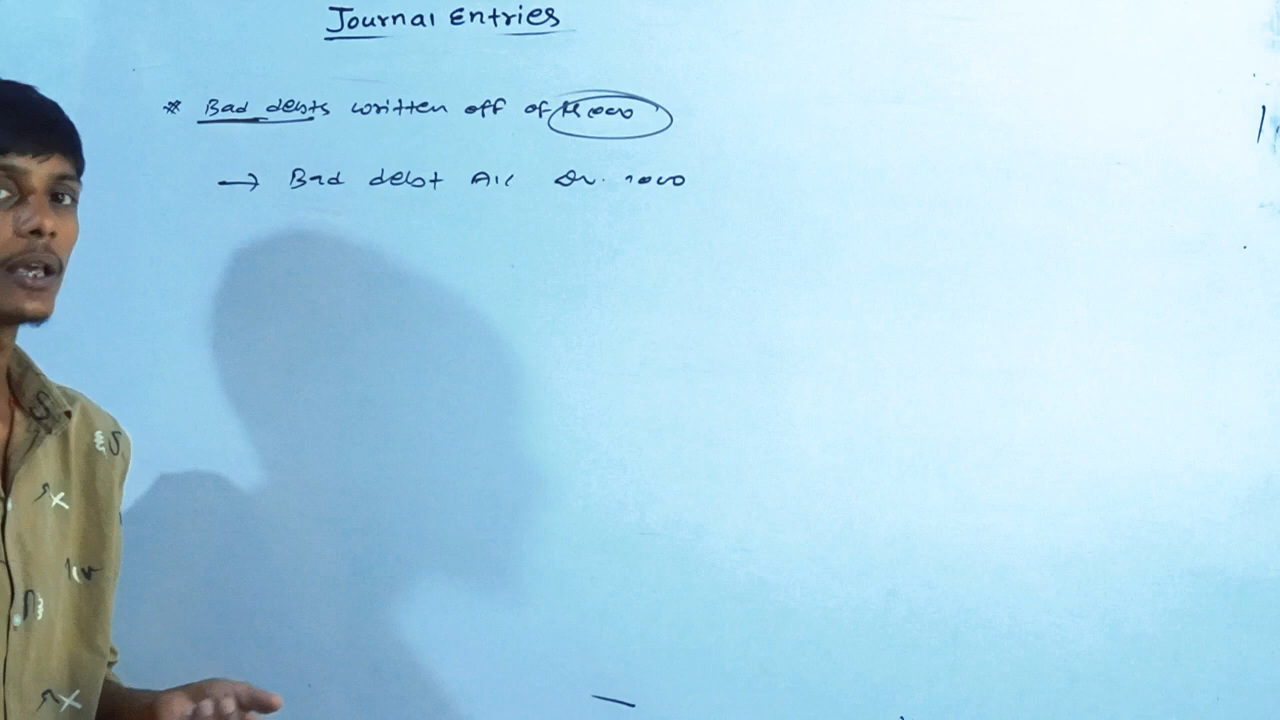 Journal Entries
* Bad debts written off of ₹1000
→ Bad debt A/c Dr. 1000